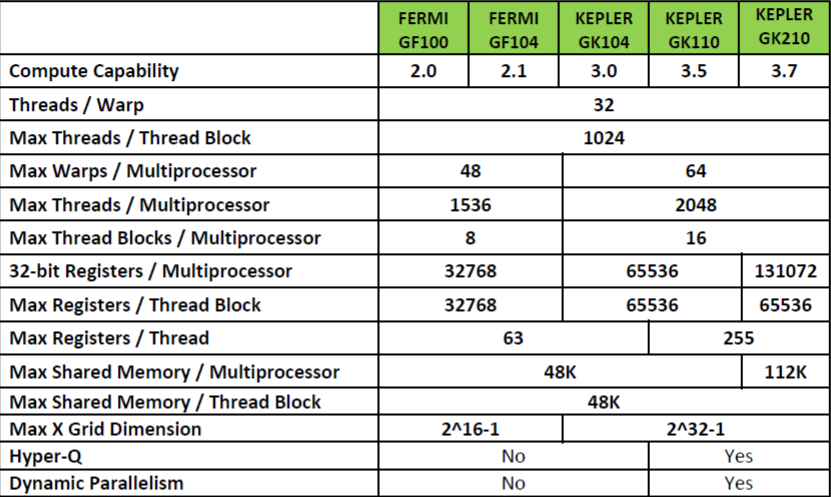 FERMI GF100 FERMI GF104 KEPLER GK104 KEPLER GK110 KEPLER GK210
Compute Capability 2.0 2.1 3.0 3.5 3.7
Threads / Warp 32
Max Threads / Thread Block 1024
Max Warps / Multiprocessor 48 64
Max Threads / Multiprocessor 1536 2048
Max Thread Blocks / Multiprocessor 8 16
32-bit Registers / Multiprocessor 32768 65536 131072
Max Registers / Thread Block 32768 65536 65536
Max Registers / Thread 63 255
Max Shared Memory / Multiprocessor 48K 112K
Max Shared Memory / Thread Block 48K
Max X Grid Dimension 2^16-1 2^32-1
Hyper-Q No Yes
Dynamic Parallelism No Yes